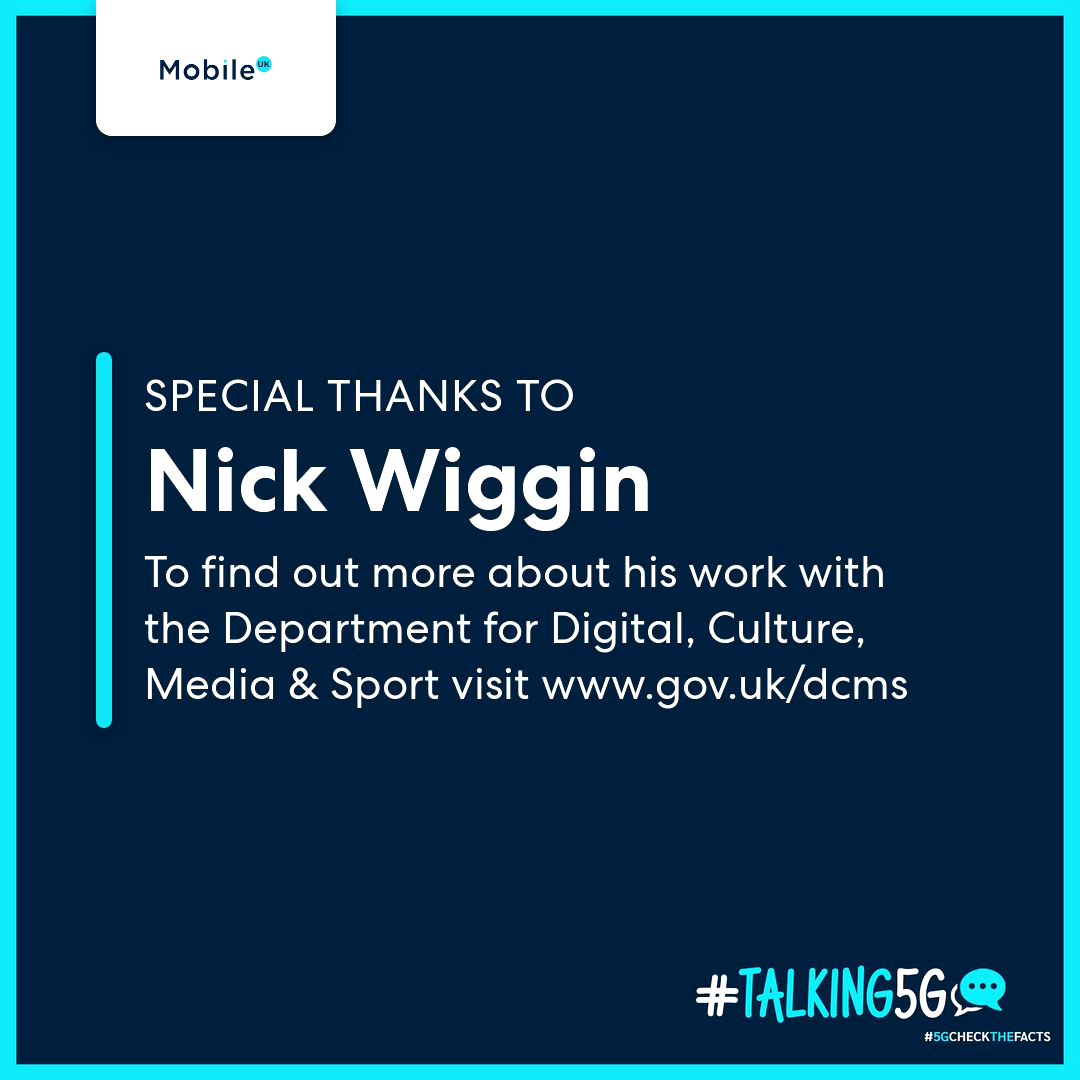 Mobile UK
SPECIAL THANKS TO
Nick Wiggin
To find out more about his work with
the Department for Digital, Culture,
Media & Sport visit www.gov.uk/dcms
#TALKING5G
#5GCHECKTHEFACTS